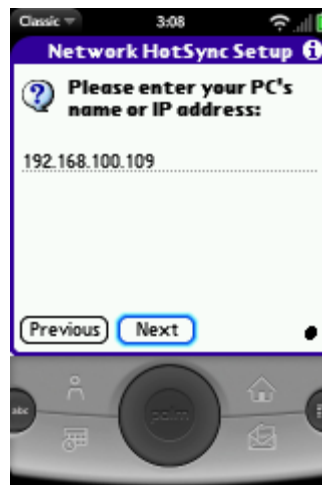 Classic
3:08
Network HotSync Setup
Please enter your PC's
name or IP address:
192.168.100.109
Previous Next
abc
palm